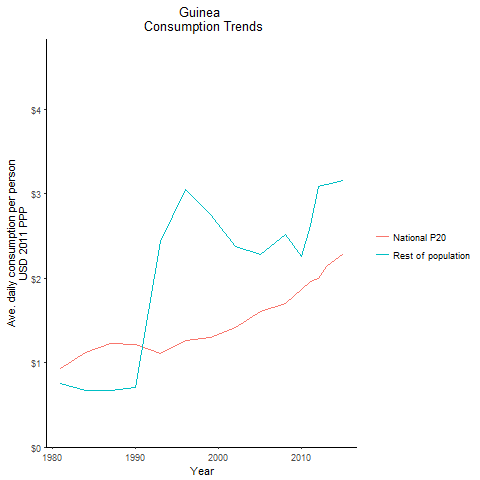 Guinea
Consumption Trends
Ave. daily consumption per person
USD 2011 PPP
$4
$3
$2
$1
$0
1980
1990
2000
2010
Year
National P20
Rest of population